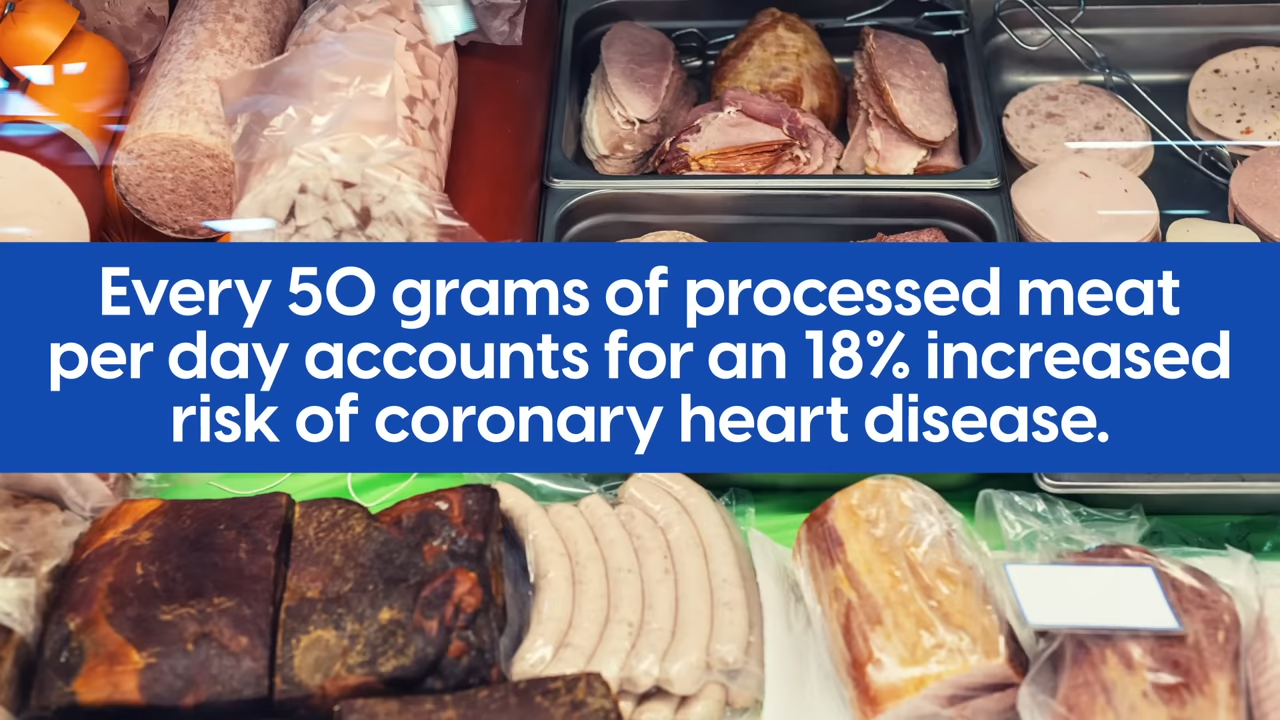 Every 50 grams of processed meat
per day accounts for an 18% increased
risk of coronary heart disease.